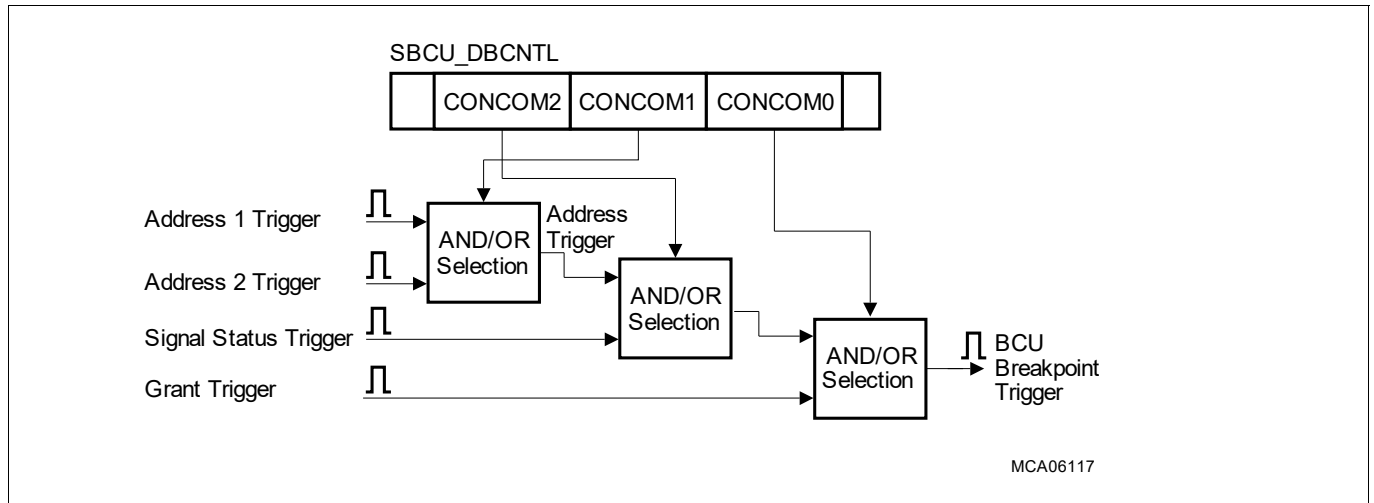 SBCU_DBCNTL
CONCOM2 CONCOM1 CONCOM0
Address 1 Trigger
Address 2 Trigger
Signal Status Trigger
Grant Trigger
AND/OR
Selection
Address
Trigger
AND/OR
Selection
AND/OR
Selection
BCU
Breakpoint
Trigger
MCA06117